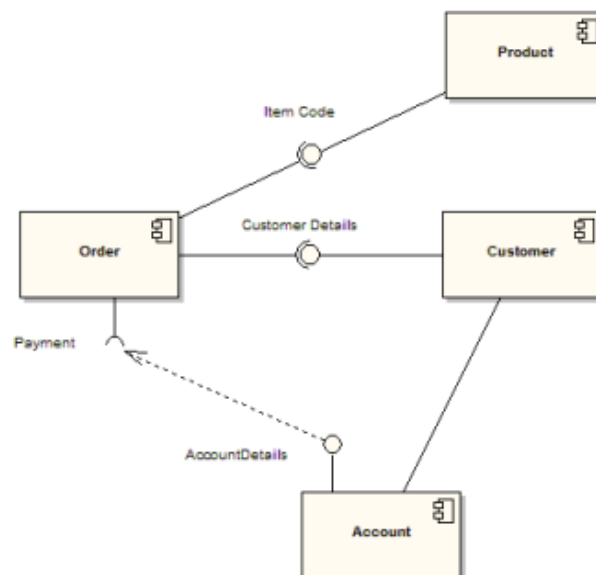 Product
Item Code
Customer Details
Order
Customer
Payment
AccountDetails
Account